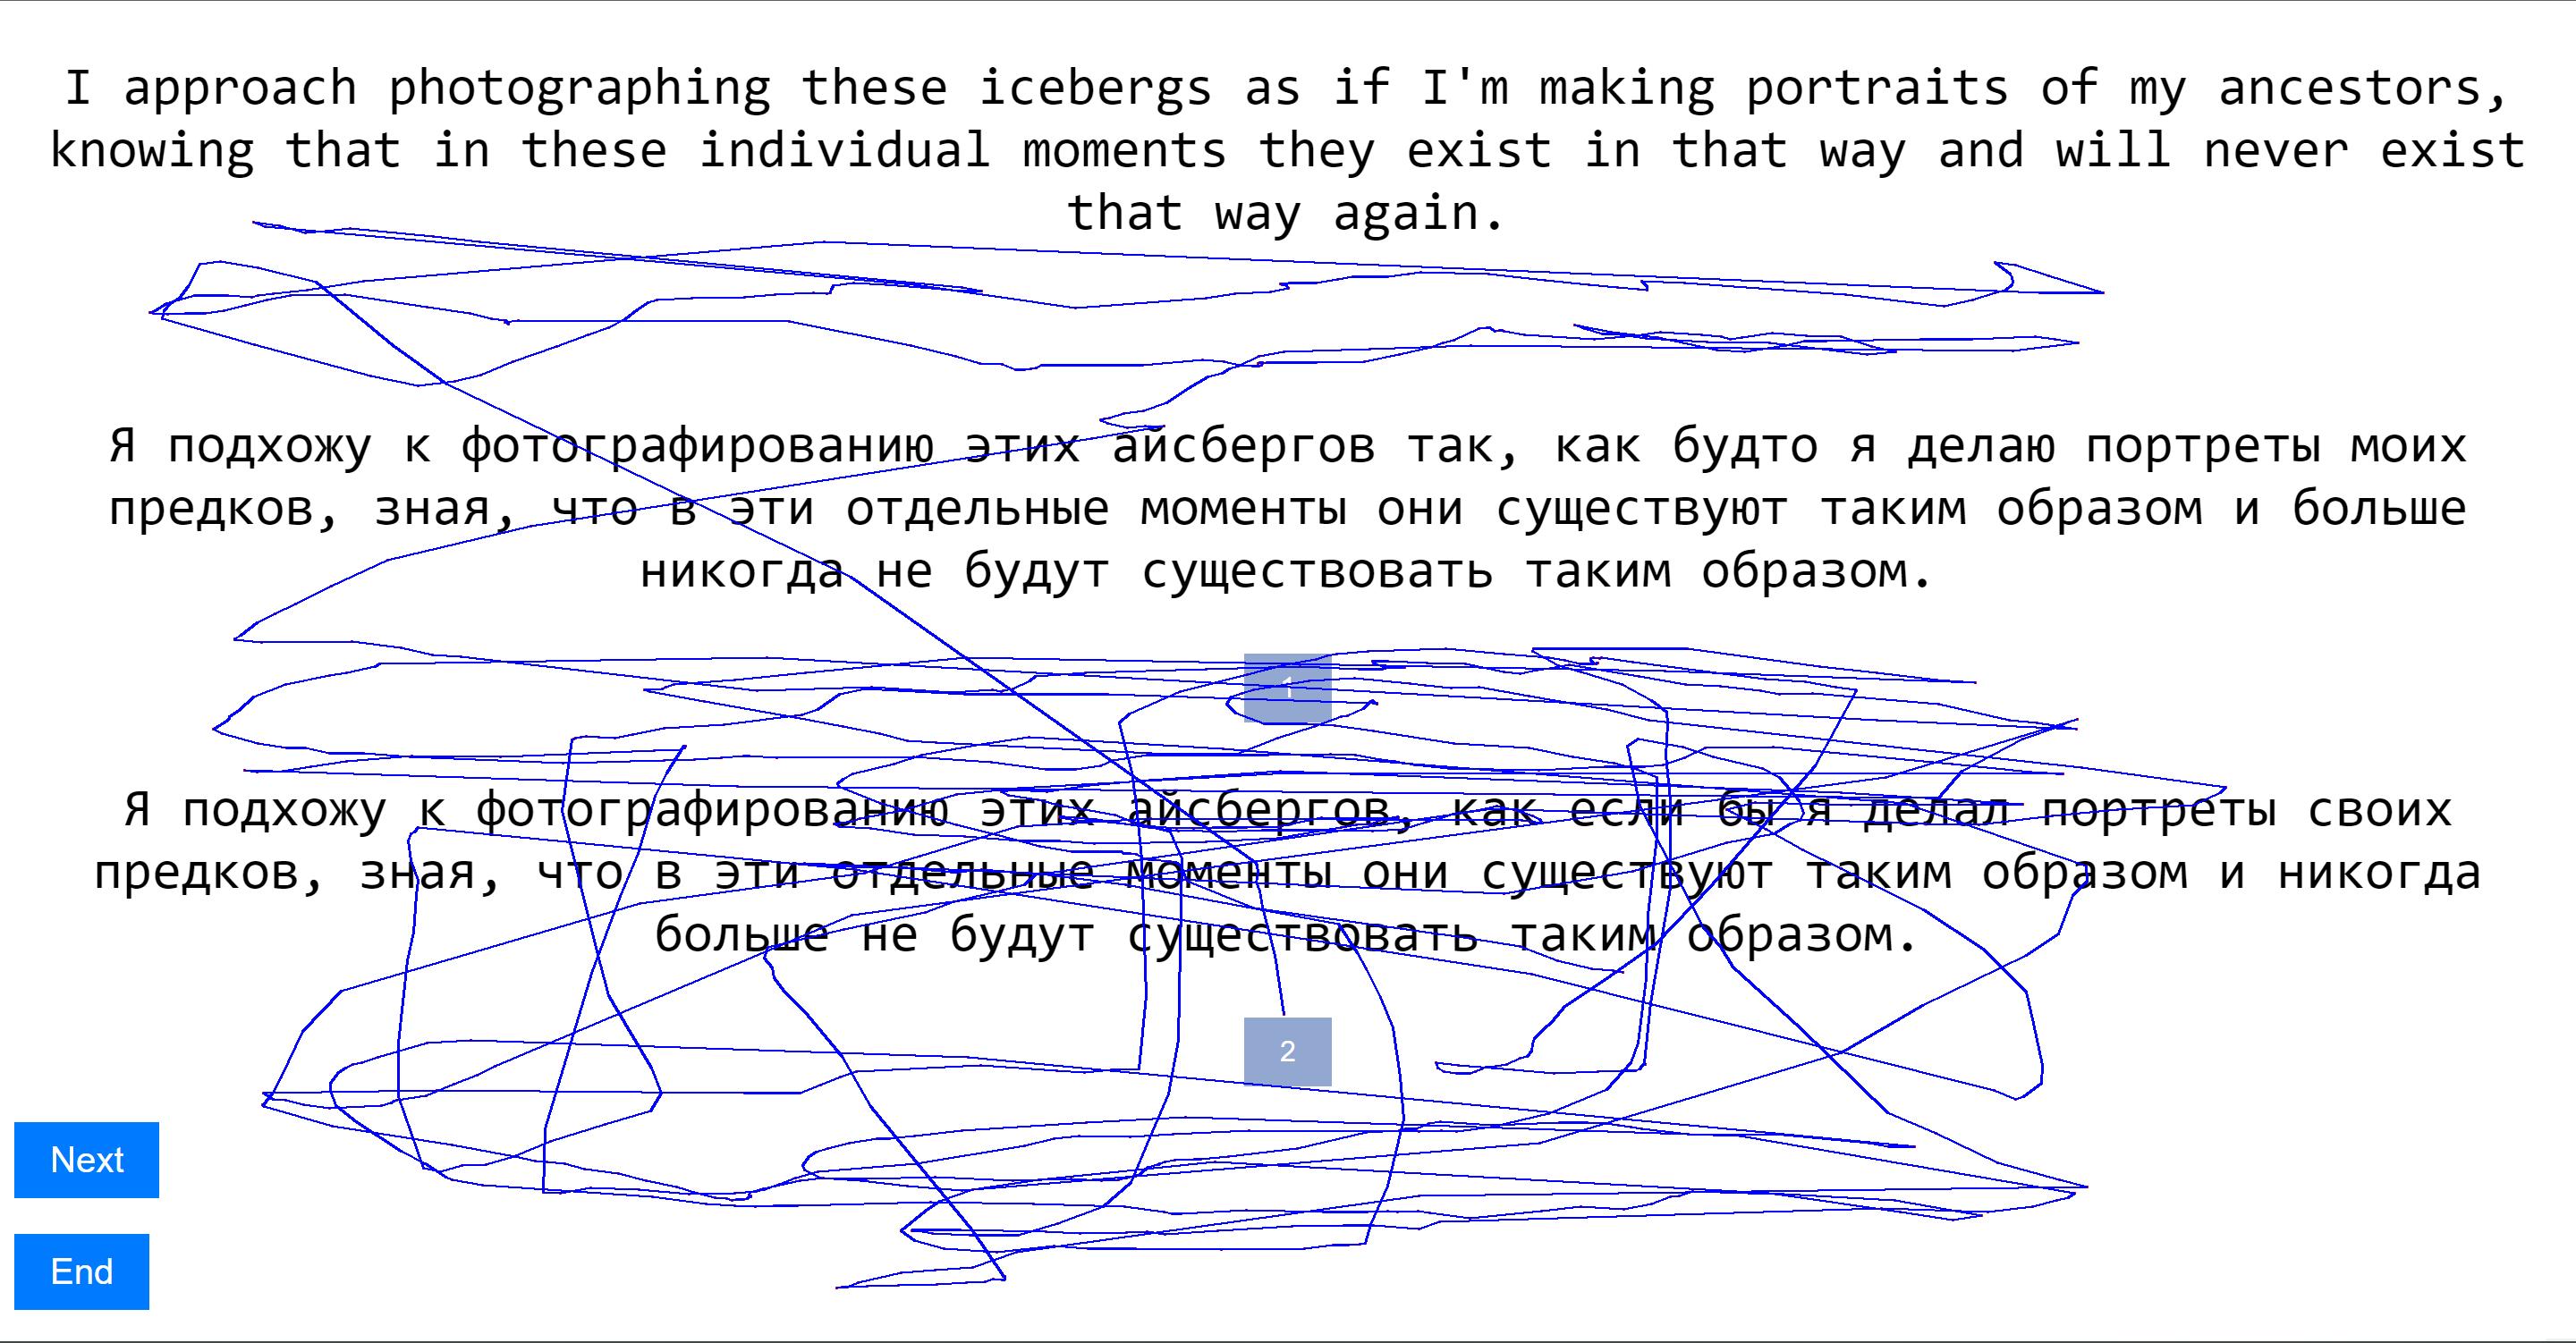 I approach photographing these icebergs as if I'm making portraits of my ancestors,
knowing that in these individual moments they exist in that way and will never exist
that way again.
Я подхожу к фотографированию этих айсбергов так, как будто я делаю портреты моих
предков, зная, что в эти отдельные моменты они существуют таким образом и больше
никогда не будут существовать таким образом.
1
Я подхожу к фотографированию этих айсбергов, как если бы я делал портреты своих
предков, зная, что в эти отдельные моменты они существуют таким образом и никогда
больше не будут существовать таким образом.
2
Next
End